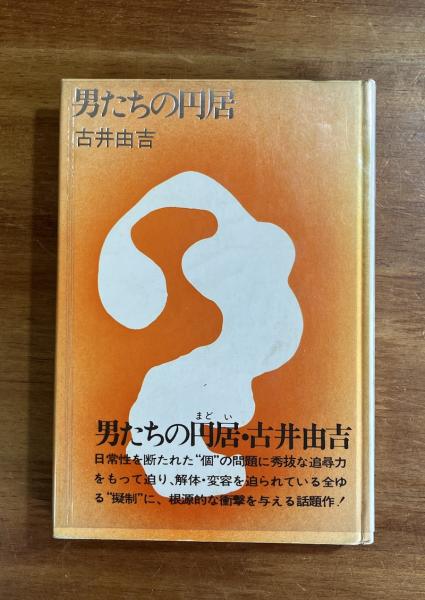 男たちの円居
古井由吉
まどい
男たちの円居・古井由吉
日常性を断たれた“個”の問題に秀抜な追尋力
をもって迫り、解体・変容を迫られている全ゆ
る“擬制”に、根源的な衝撃を与える話題作！